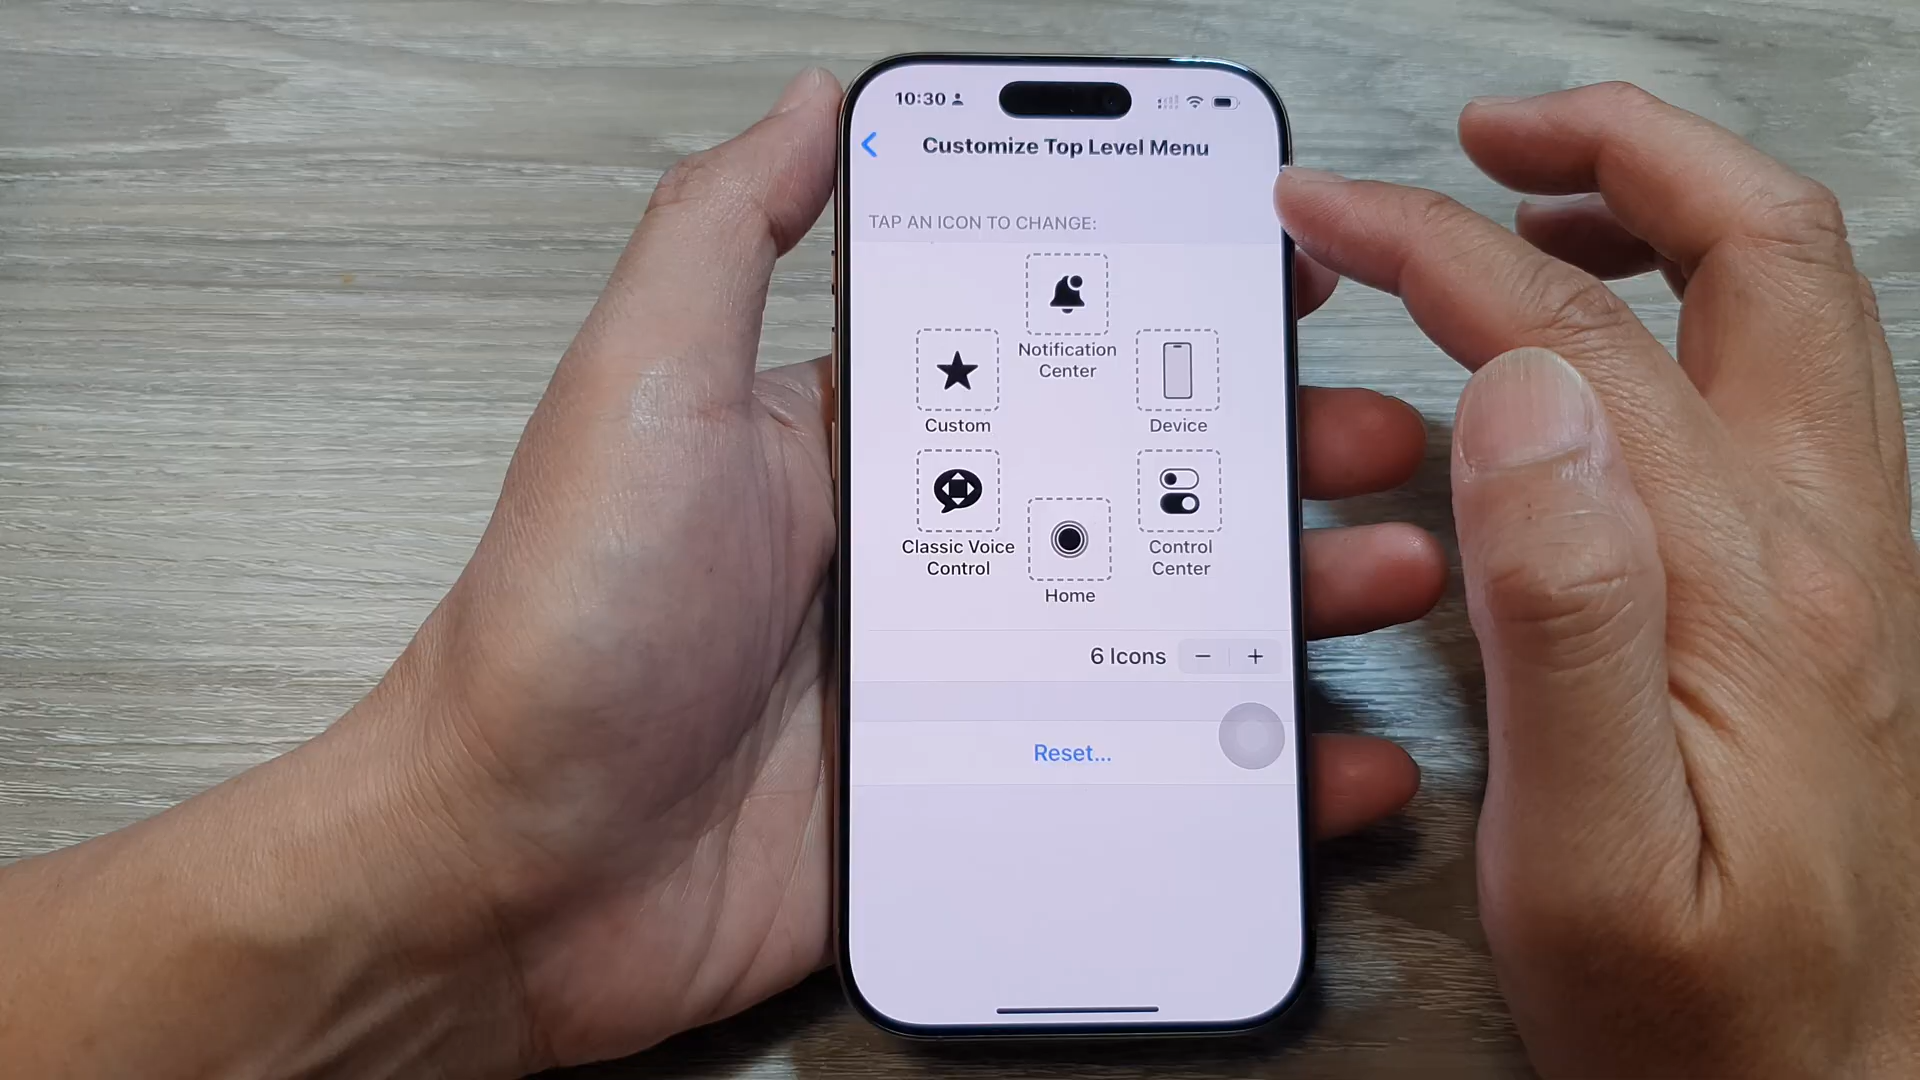 10:30
Customize Top Level Menu
TAP AN ICON TO CHANGE:
Notification
Center
Custom
Device
Classic Voice
Control
Control
Center
Home
6 Icons − +
Reset...